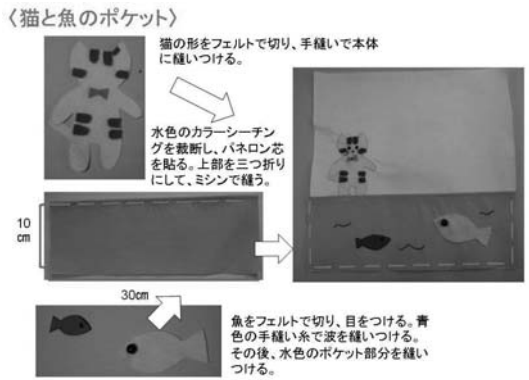 〈猫と魚のポケット〉
猫の形をフェルトで切り、手縫いで本体
に縫いつける。
水色のカラーシーチン
グを裁断し、バネロン芯
を貼る。上部を三つ折り
にして、ミシンで縫う。
10
cm
30㎝
魚をフェルトで切り、目をつける。青
色の手縫い糸で波を縫いつける。
その後、水色のポケット部分を縫い
つける。